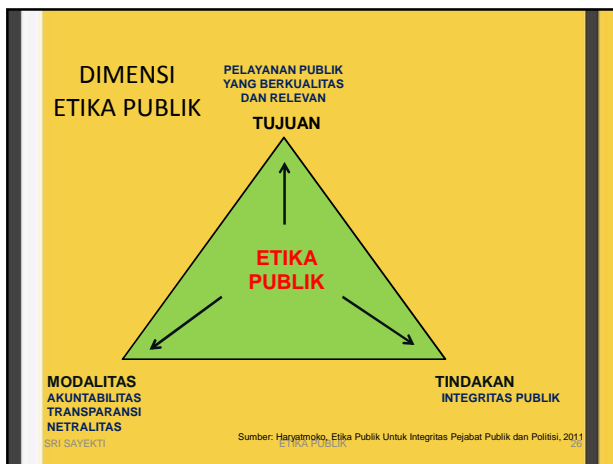 DIMENSI
ETIKA PUBLIK
PELAYANAN PUBLIK
YANG BERKUALITAS
DAN RELEVAN
TUJUAN
ETIKA
PUBLIK
MODALITAS
AKUNTABILITAS
TRANSPARANSI
NETRALITAS
TINDAKAN
INTEGRITAS PUBLIK
Sumber: Haryatmoko, Etika Publik Untuk Integritas Pejabat Publik dan Politisi, 2011
SRI SAYEKTI
ETIKA PUBLIK
26